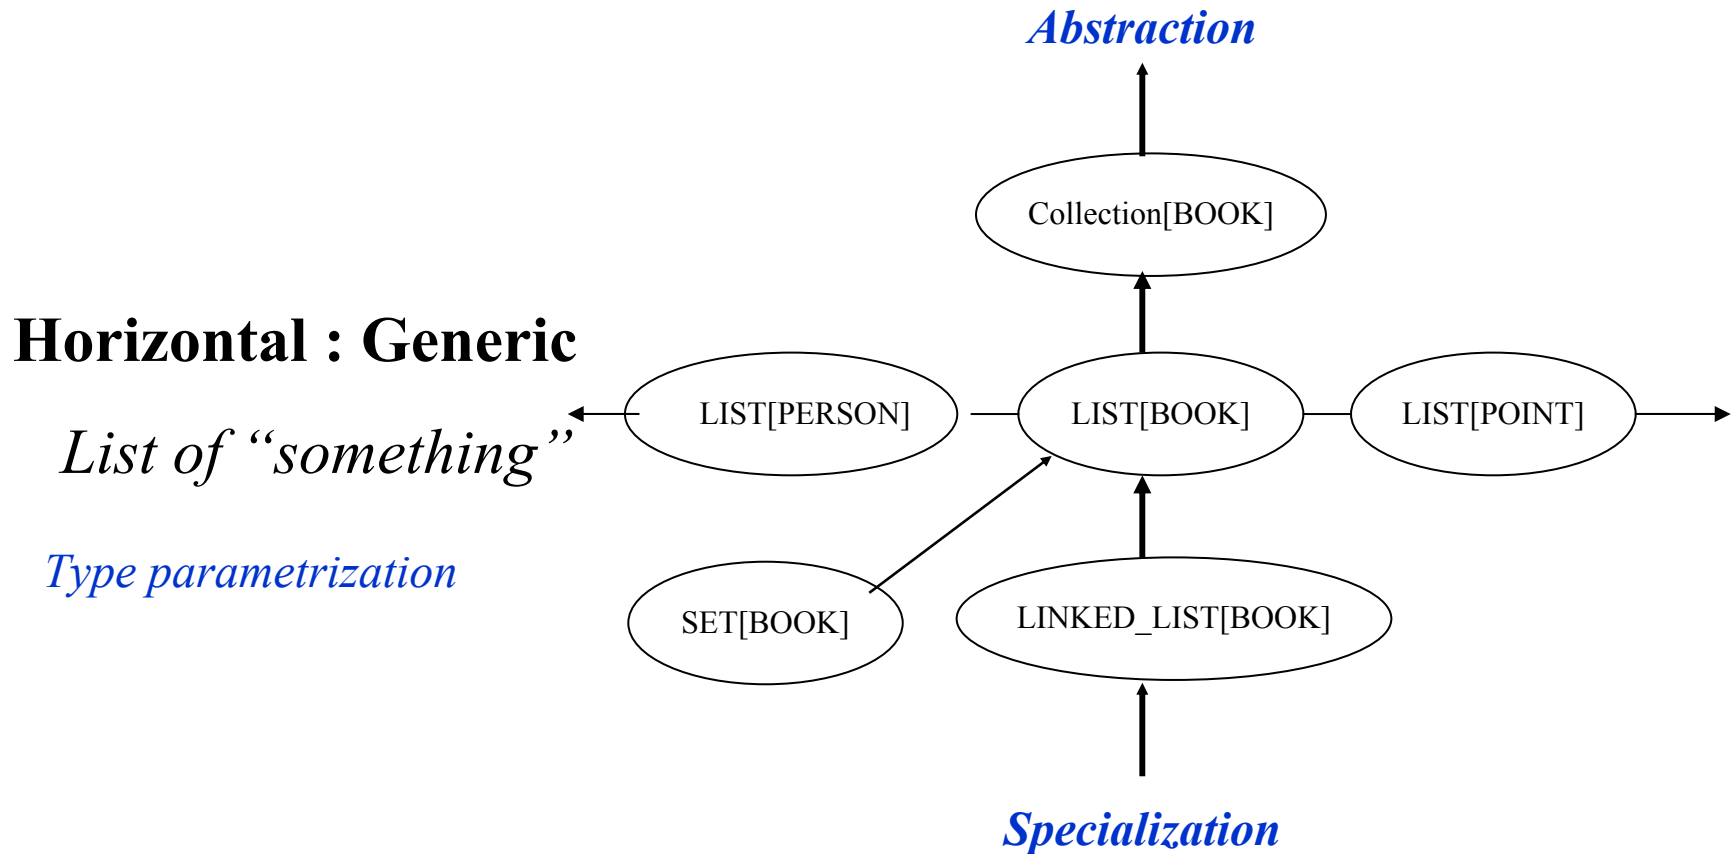 Abstraction
Collection[BOOK]
Horizontal : Generic
LIST[PERSON]
LIST[BOOK]
LIST[POINT]
List of “something”
Type parametrization
SET[BOOK]
LINKED_LIST[BOOK]
Specialization